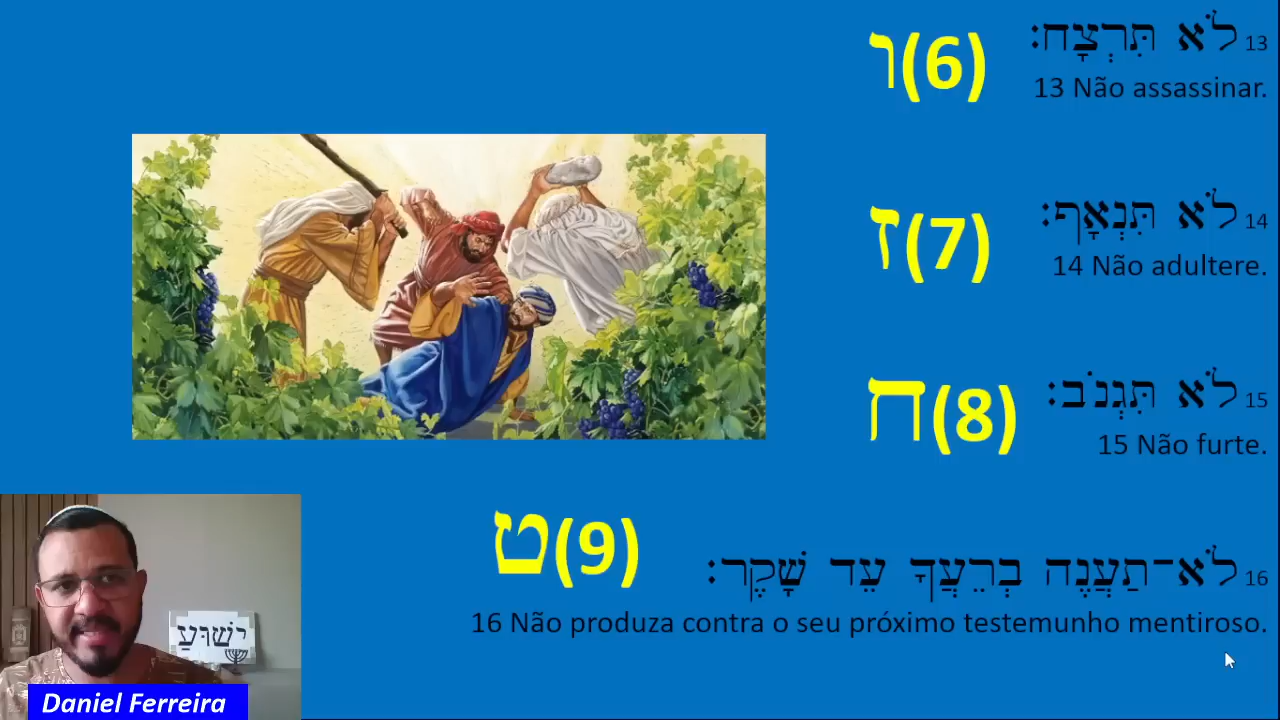 13 לֹא תִּרְצָח׃
ו(6)
13 Não assassinar.
14 לֹא תִּנְאָף׃
ז(7)
14 Não adultere.
15 לֹא תִּגְנֹב׃
ח(8)
15 Não furte.
16 לֹא־תַעֲנֶה בְרֵעֲךָ עֵד שָׁקֶר׃
ט(9)
16 Não produza contra o seu próximo testemunho mentiroso.
יֵשׁוּעַ
Daniel Ferreira